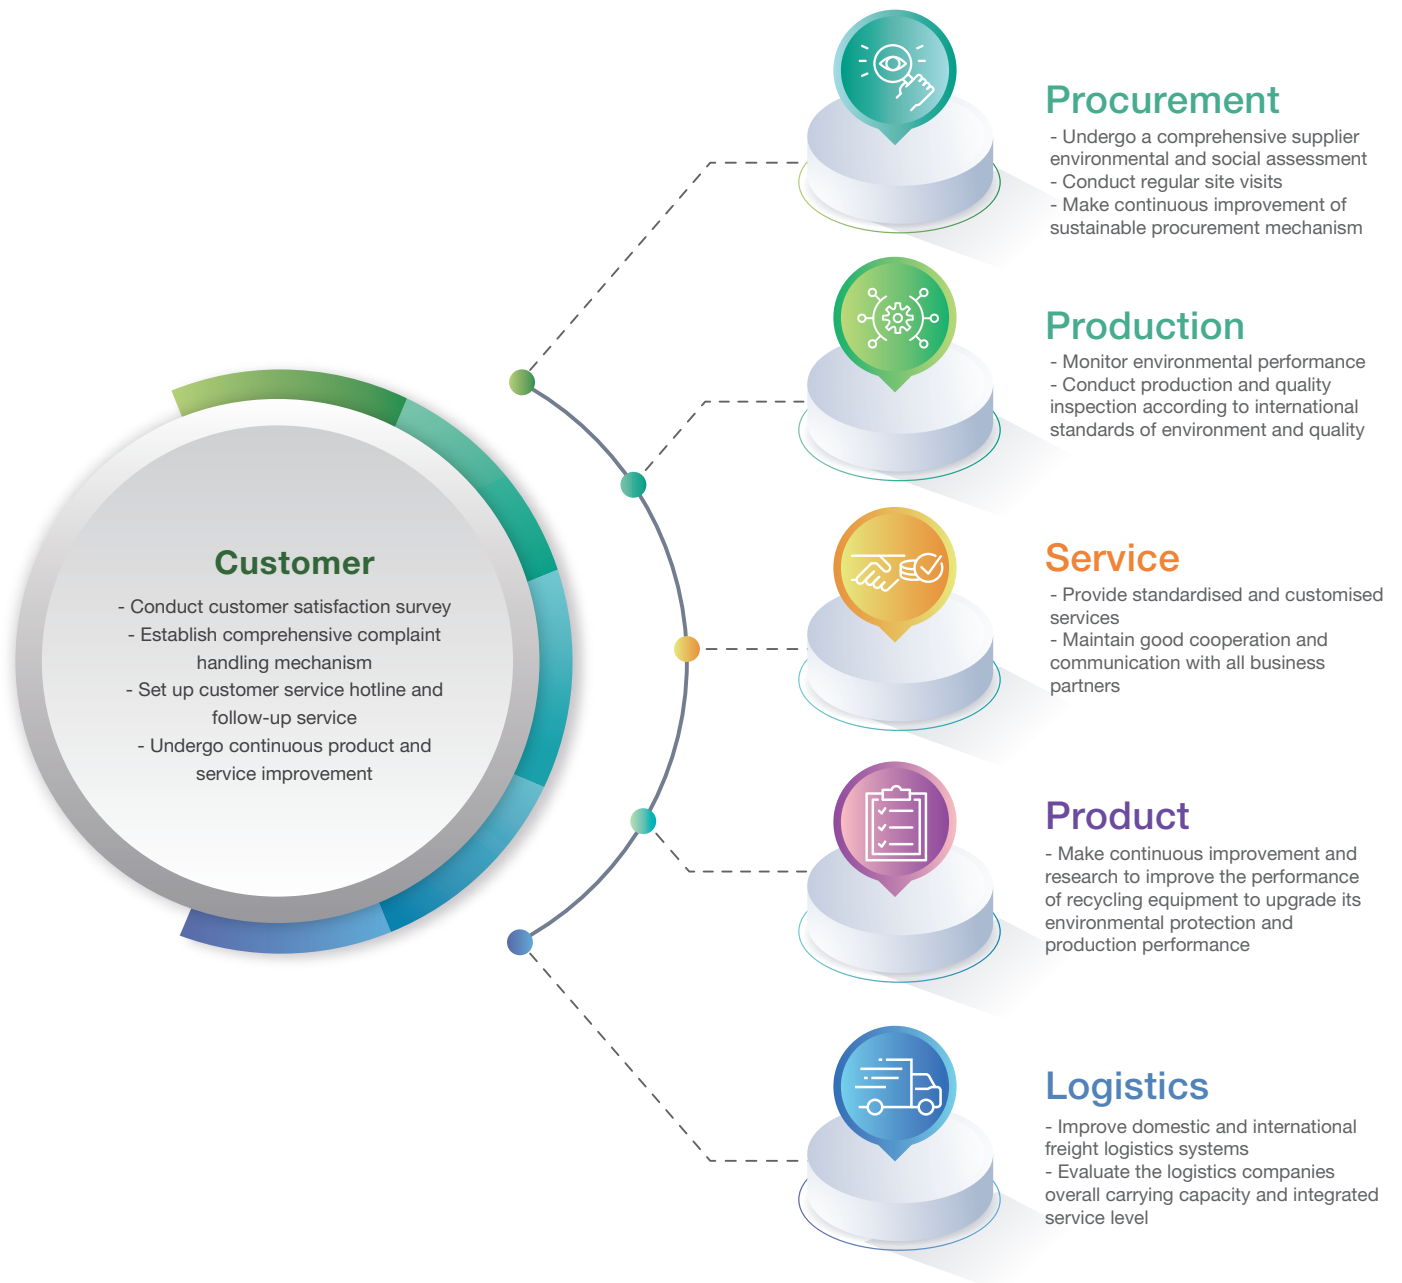 Customer
- Conduct customer satisfaction survey
- Establish comprehensive complaint
handling mechanism
- Set up customer service hotline and
follow-up service
- Undergo continuous product and
service improvement
Procurement
- Undergo a comprehensive supplier
environmental and social assessment
- Conduct regular site visits
- Make continuous improvement of
sustainable procurement mechanism
Production
- Monitor environmental performance
- Conduct production and quality
inspection according to international
standards of environment and quality
Service
- Provide standardised and customised
services
- Maintain good cooperation and
communication with all business
partners
Product
- Make continuous improvement and
research to improve the performance
of recycling equipment to upgrade its
environmental protection and
production performance
Logistics
- Improve domestic and international
freight logistics systems
- Evaluate the logistics companies
overall carrying capacity and integrated
service level